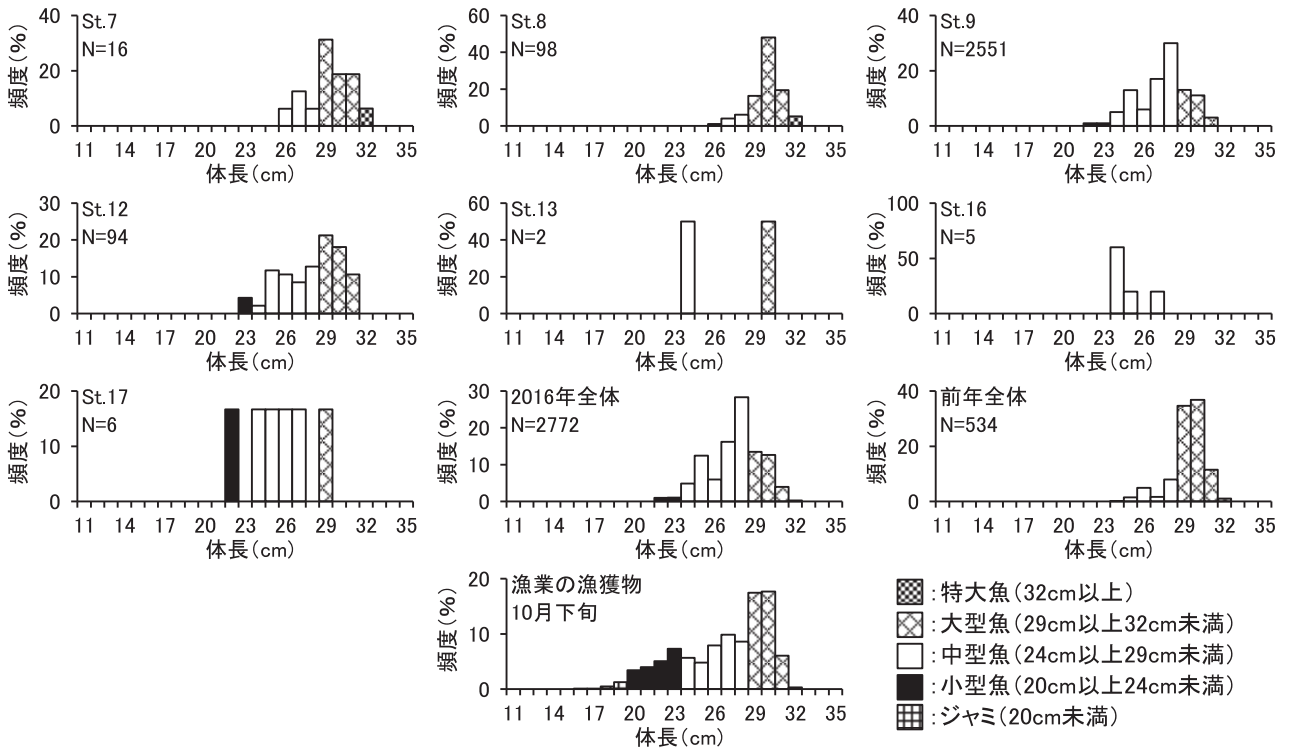 頻度(%)
40
20
0
St.7
N=16
11 14 17 20 23 26 29 32 35
体長(cm)
頻度(%)
60
40
20
0
St.8
N=98
11 14 17 20 23 26 29 32 35
体長(cm)
頻度(%)
40
20
0
St.9
N=2551
11 14 17 20 23 26 29 32 35
体長(cm)
頻度(%)
30
20
10
0
St.12
N=94
11 14 17 20 23 26 29 32 35
体長(cm)
頻度(%)
60
40
20
0
St.13
N=2
11 14 17 20 23 26 29 32 35
体長(cm)
頻度(%)
100
50
0
St.16
N=5
11 14 17 20 23 26 29 32 35
体長(cm)
頻度(%)
20
10
0
St.17
N=6
11 14 17 20 23 26 29 32 35
体長(cm)
頻度(%)
30
20
10
0
2016年全体
N=2772
11 14 17 20 23 26 29 32 35
体長(cm)
頻度(%)
40
20
0
前年全体
N=534
11 14 17 20 23 26 29 32 35
体長(cm)
頻度(%)
20
10
0
漁業の漁獲物
10月下旬
11 14 17 20 23 26 29 32 35
体長(cm)
:特大魚(32cm以上)
:大型魚(29cm以上32cm未満)
:中型魚(24cm以上29cm未満)
:小型魚(20cm以上24cm未満)
:ジャミ(20cm未満)